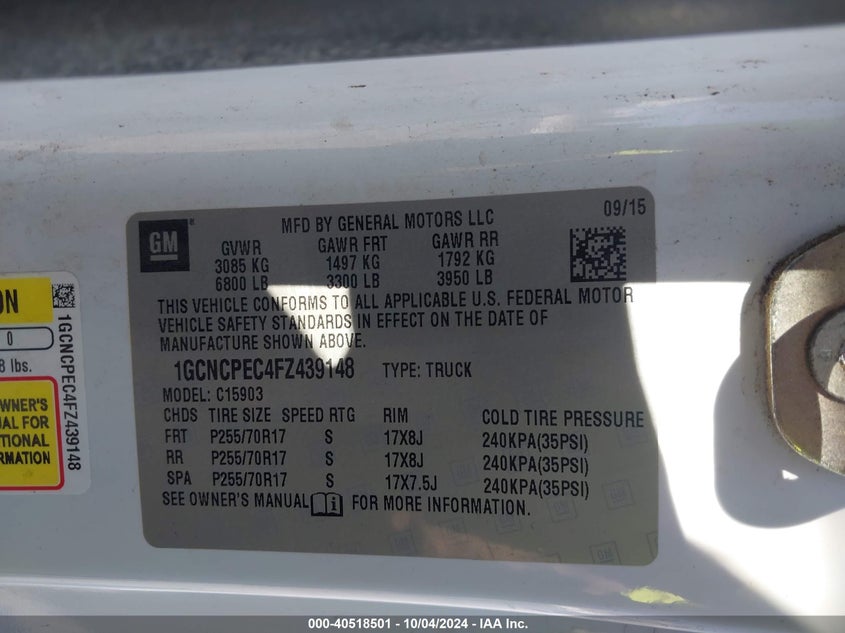 GM
®
MFD BY GENERAL MOTORS LLC
09/15
GVWR GAWR FRT GAWR RR
3085 KG 1497 KG 1792 KG
6800 LB 3300 LB 3950 LB
THIS VEHICLE CONFORMS TO ALL APPLICABLE U.S. FEDERAL MOTOR
VEHICLE SAFETY STANDARDS IN EFFECT ON THE DATE OF
MANUFACTURE SHOWN ABOVE.
1GCNCPEC4FZ439148 TYPE: TRUCK
MODEL: C15903
CHDS TIRE SIZE SPEED RTG RIM COLD TIRE PRESSURE
FRT P255/70R17 S 17X8J 240KPA(35PSI)
RR P255/70R17 S 17X8J 240KPA(35PSI)
SPA P255/70R17 S 17X7.5J 240KPA(35PSI)
SEE OWNER'S MANUAL FOR MORE INFORMATION.
GM
ON
0
8 lbs.
WNER'S
UAL FOR
TIONAL
RMATION
1GCNCPEC4FZ439148
000-40518501 - 10/04/2024 - IAA Inc.